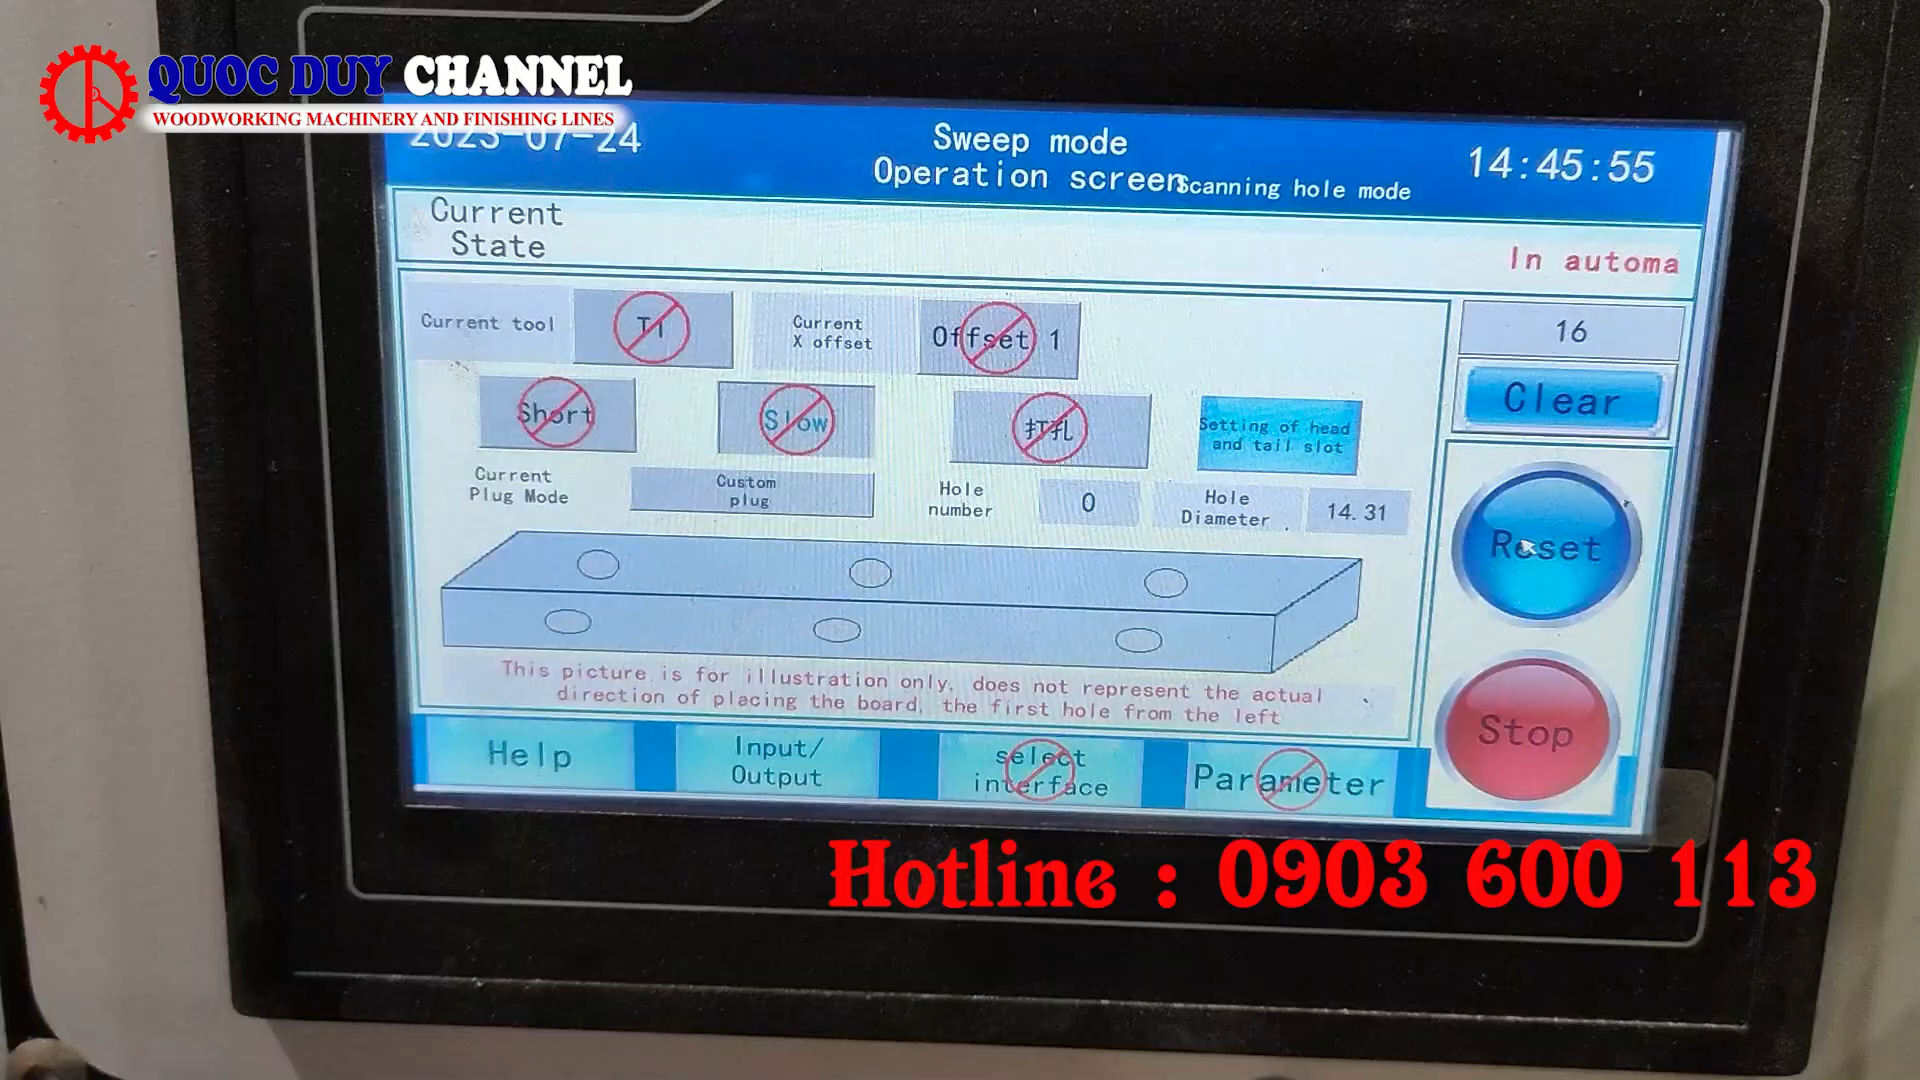 QUOC DUY CHANNEL
WOODWORKING MACHINERY AND FINISHING LINES
2023-07-24
Sweep mode
Operation screen
Scanning hole mode
14:45:55
Current
State
In automa
Current tool
T1
Current
X offset
Offset 1
16
Clear
Short
Slow
打孔
Setting of head
and tail slot
Current
Plug Mode
Custom
plug
Hole
number
0
Hole
Diameter
14.31
Reset
This picture is for illustration only, does not represent the actual
direction of placing the board, the first hole from the left
Stop
Help
Input/
Output
select
interface
Parameter
Hotline : 0903 600 113